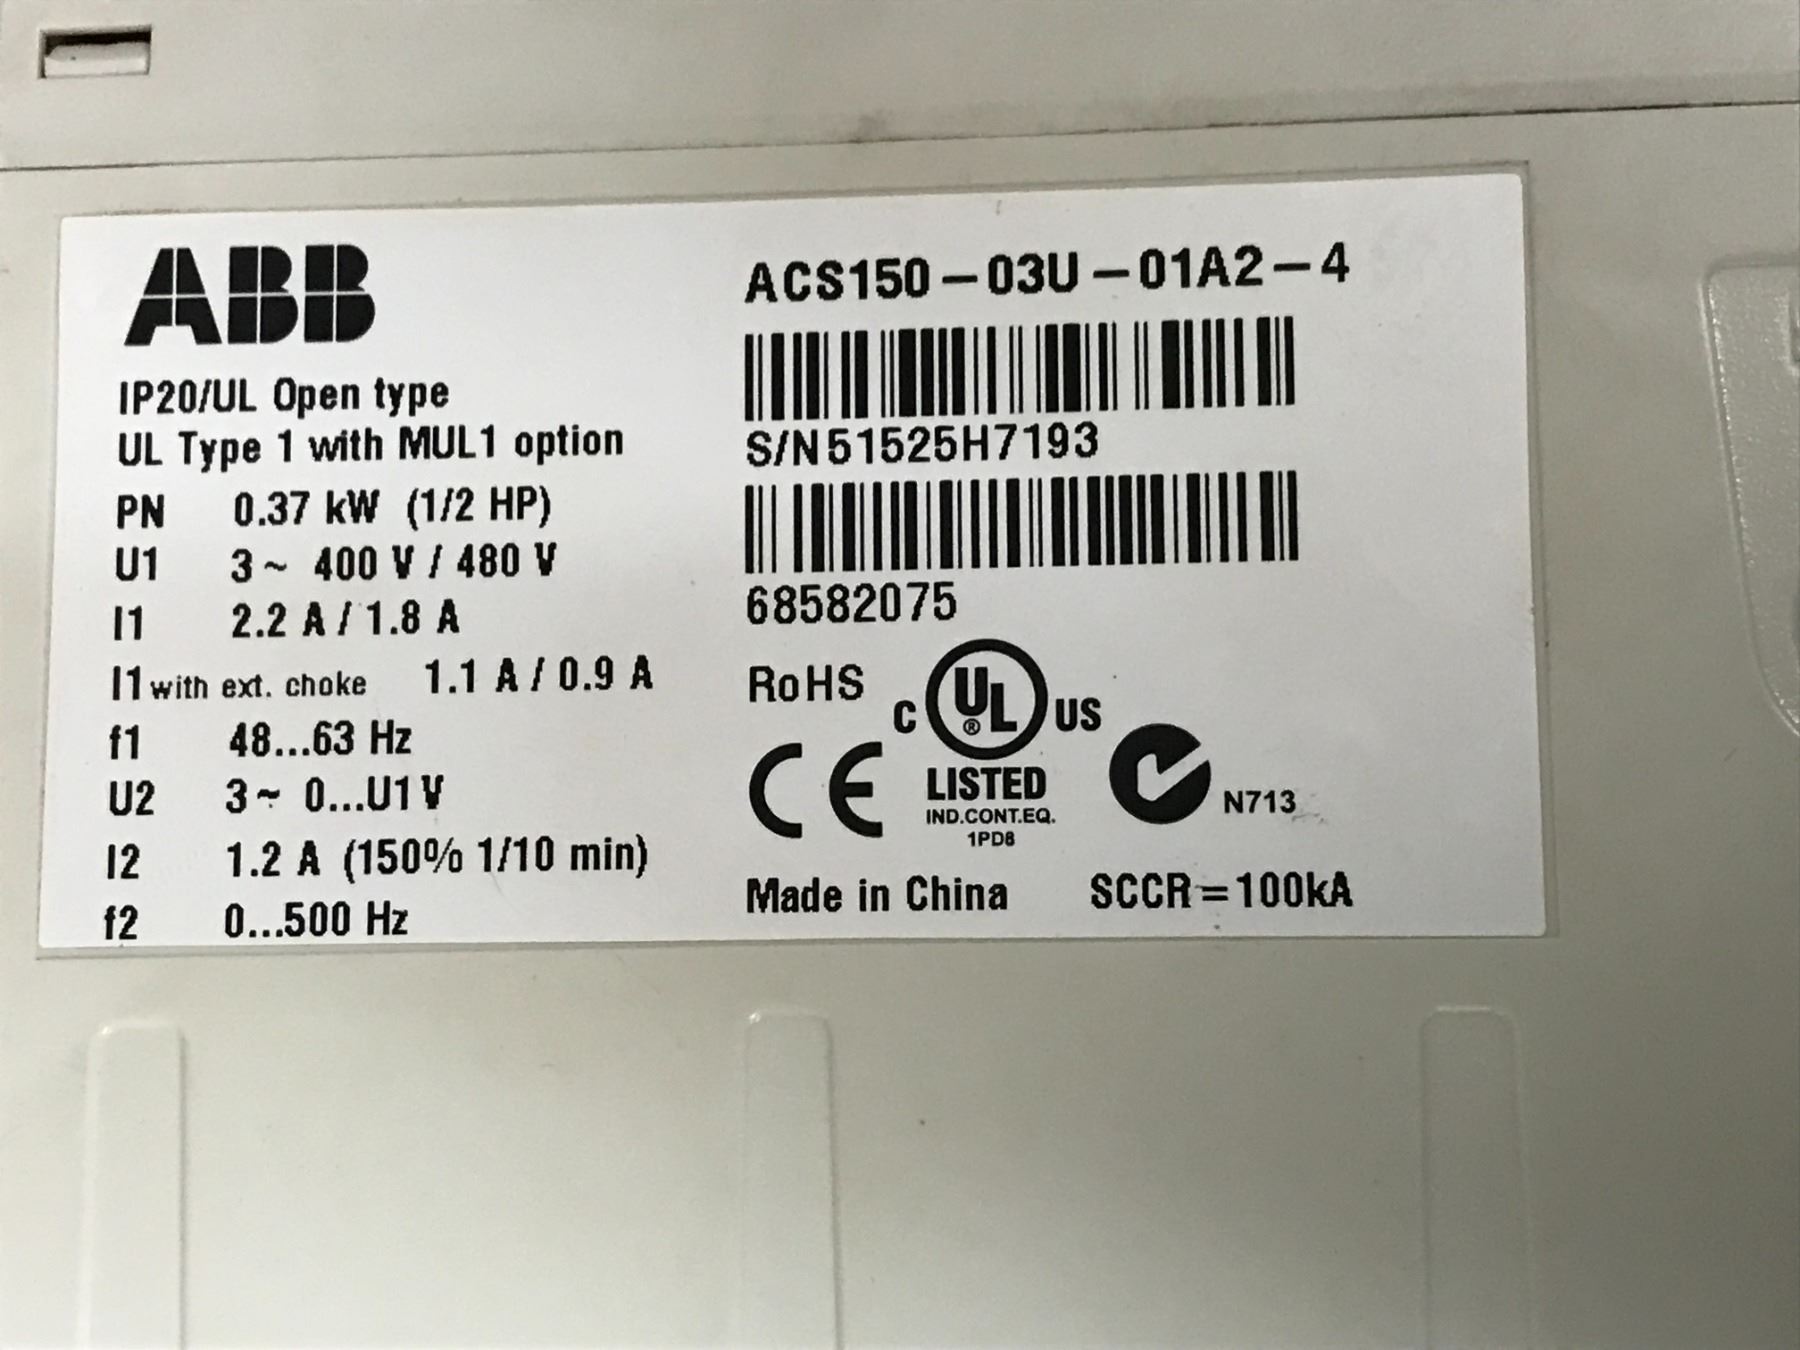 ABB
IP20/UL Open type
UL Type 1 with MUL1 option
PN 0.37 kW (1/2 HP)
U1 3~ 400 V / 480 V
I1 2.2 A / 1.8 A
I1 with ext. choke 1.1 A / 0.9 A
f1 48...63 Hz
U2 3~ 0...U1 V
I2 1.2 A (150% 1/10 min)
f2 0...500 Hz
ACS150-03U-01A2-4
S/N 51525H7193
68582075
RoHS
C UL ® US
LISTED
IND.CONT.EQ.
1PD8
CE
N713
Made in China SCCR=100kA